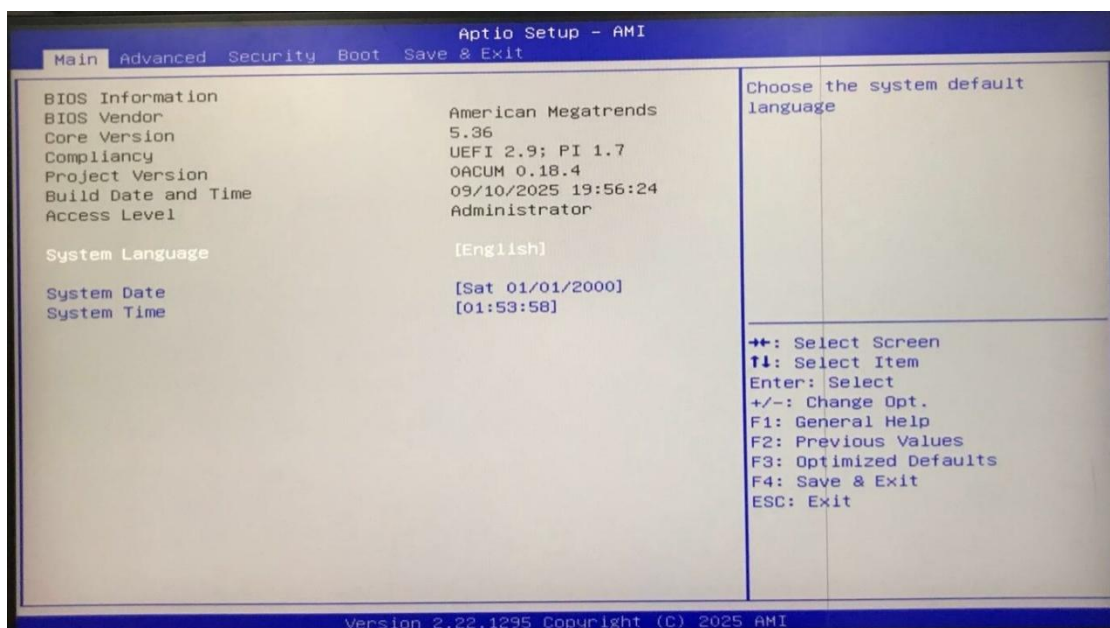 Aptio Setup – AMI
Main Advanced Security Boot Save & Exit
BIOS Information
BIOS Vendor American Megatrends
Core Version 5.36
Compliancy UEFI 2.9; PI 1.7
Project Version OACUM 0.18.4
Build Date and Time 09/10/2025 19:56:24
Access Level Administrator
System Language [English]
System Date [Sat 01/01/2000]
System Time [01:53:58]
Choose the system default
language
→←: Select Screen
↑↓: Select Item
Enter: Select
+/-: Change Opt.
F1: General Help
F2: Previous Values
F3: Optimized Defaults
F4: Save & Exit
ESC: Exit
Version 2.22.1295 Copyright (C) 2025 AMI